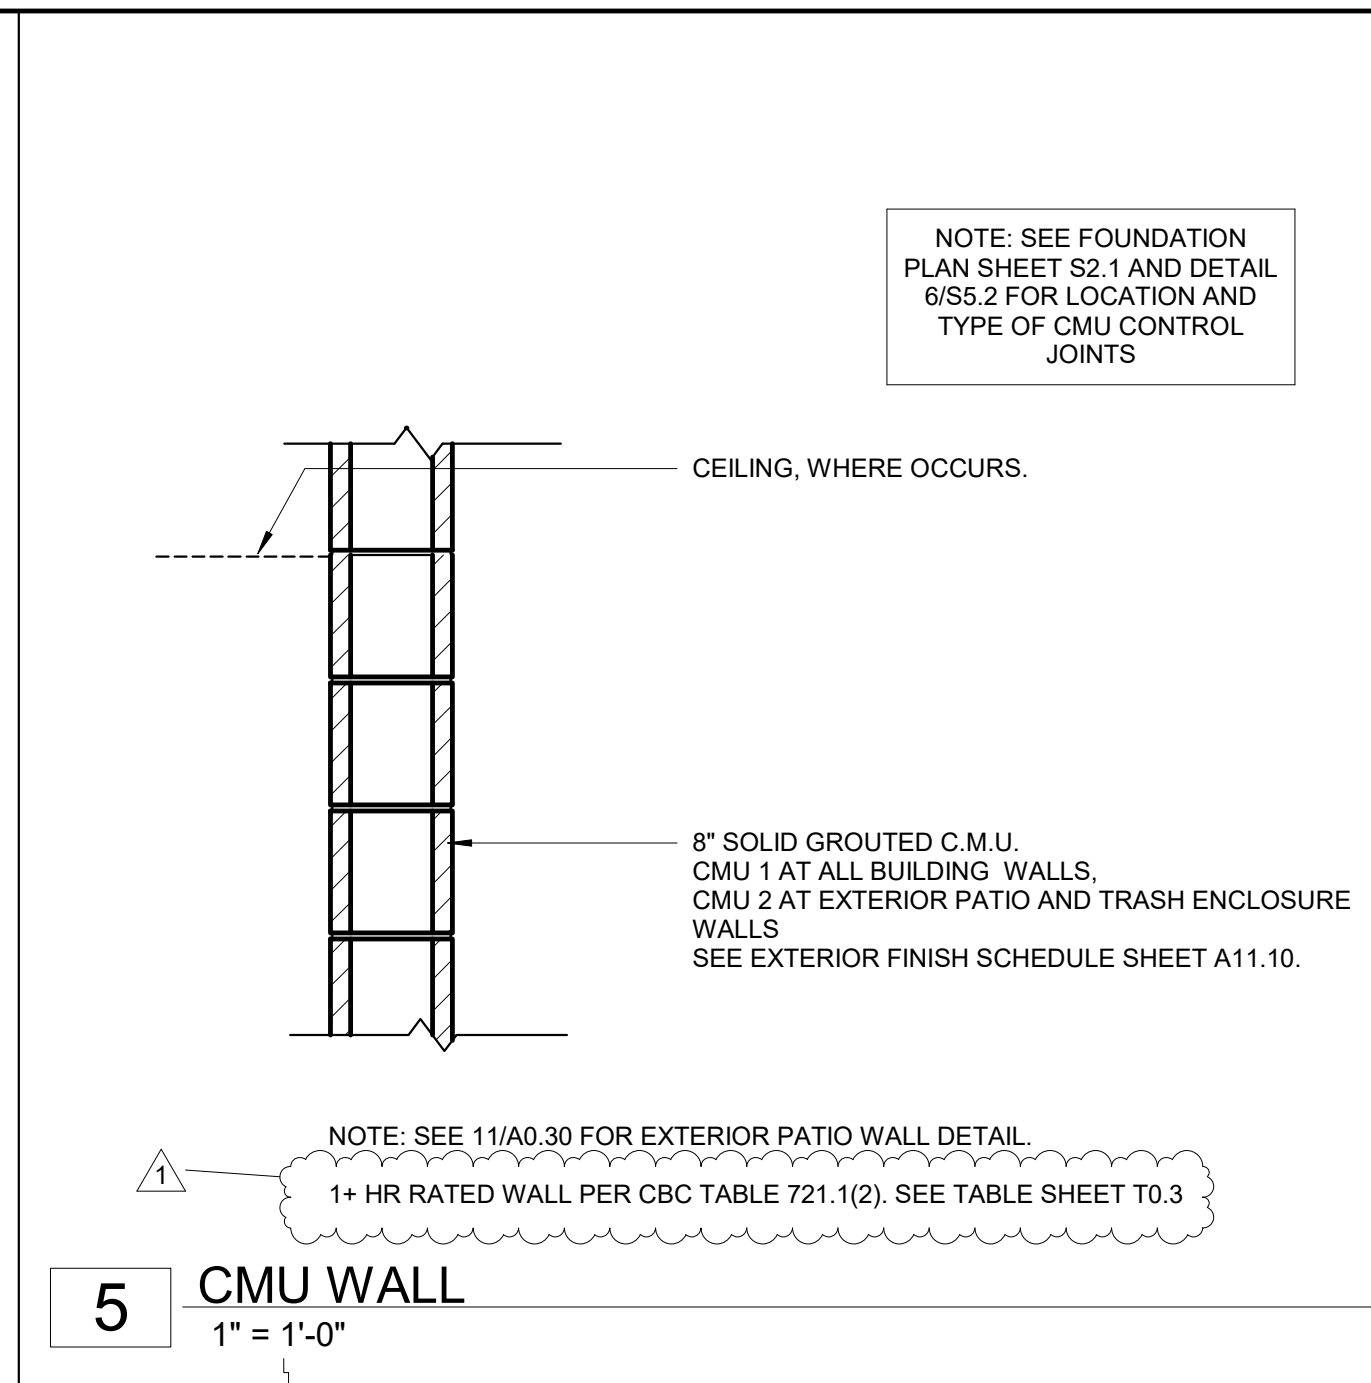 NOTE: SEE FOUNDATION
PLAN SHEET S2.1 AND DETAIL
6/S5.2 FOR LOCATION AND
TYPE OF CMU CONTROL
JOINTS
CEILING, WHERE OCCURS.
8" SOLID GROUTED C.M.U.
CMU 1 AT ALL BUILDING WALLS,
CMU 2 AT EXTERIOR PATIO AND TRASH ENCLOSURE
WALLS
SEE EXTERIOR FINISH SCHEDULE SHEET A11.10.
NOTE: SEE 11/A0.30 FOR EXTERIOR PATIO WALL DETAIL.
1
1+ HR RATED WALL PER CBC TABLE 721.1(2). SEE TABLE SHEET T0.3
5
CMU WALL
1" = 1'-0"